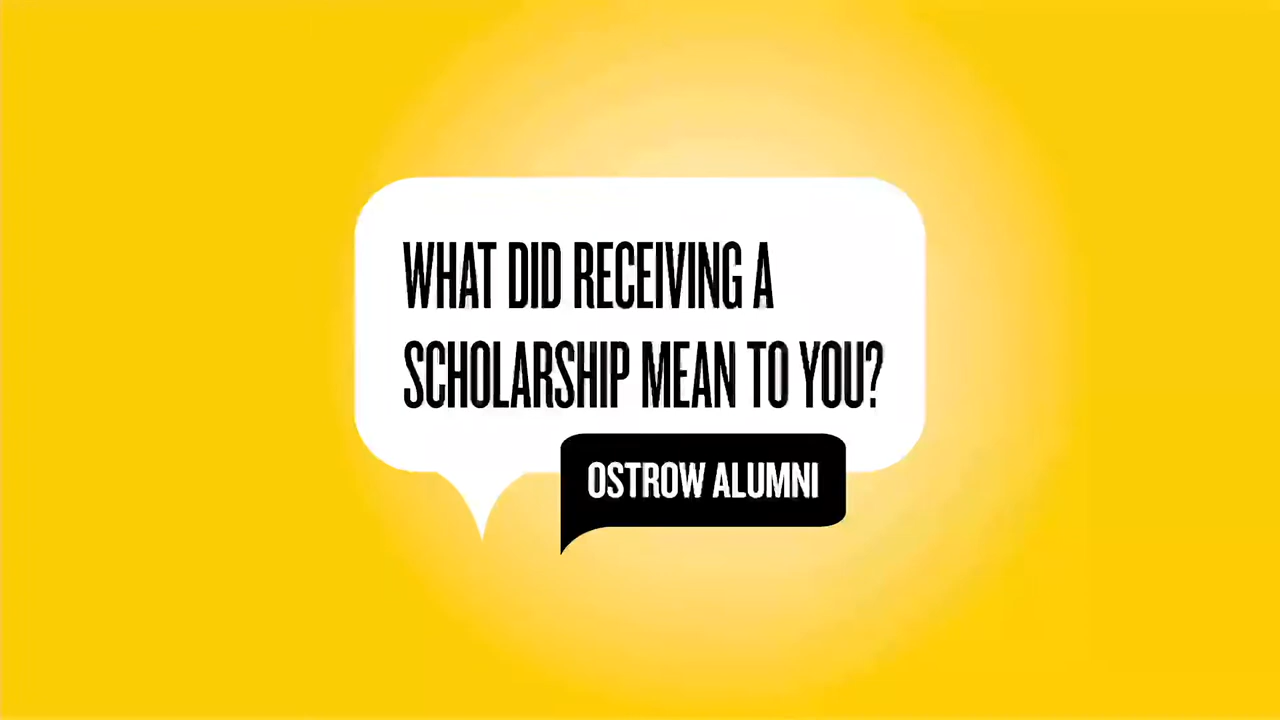 WHAT DID RECEIVING A
SCHOLARSHIP MEAN TO YOU?
OSTROW ALUMNI